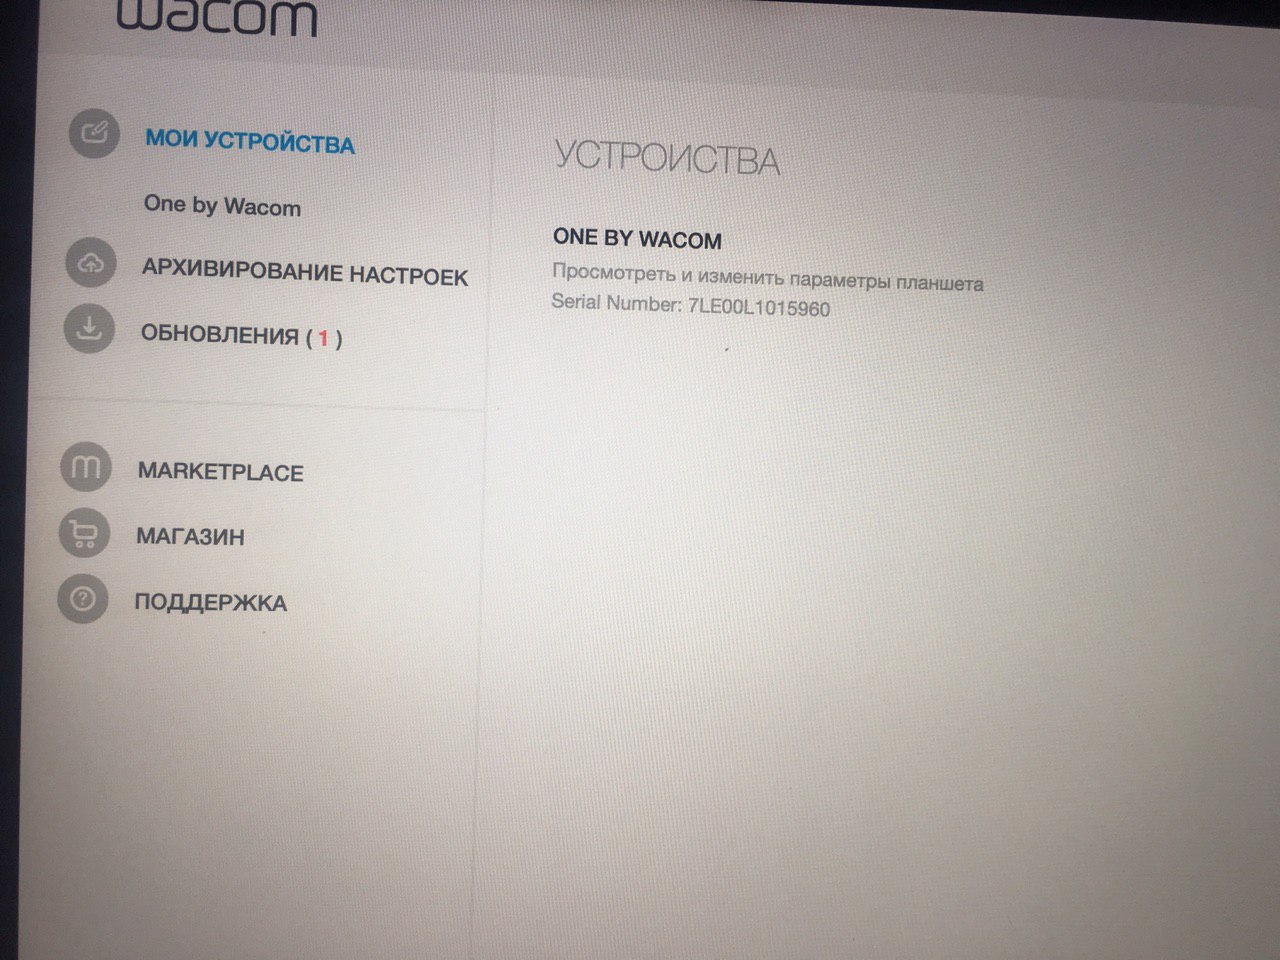 wacom
МОИ УСТРОЙСТВА
One by Wacom
АРХИВИРОВАНИЕ НАСТРОЕК
ОБНОВЛЕНИЯ ( 1 )
MARKETPLACE
МАГАЗИН
ПОДДЕРЖКА
УСТРОЙСТВА
ONE BY WACOM
Просмотреть и изменить параметры планшета
Serial Number: 7LE00L1015960